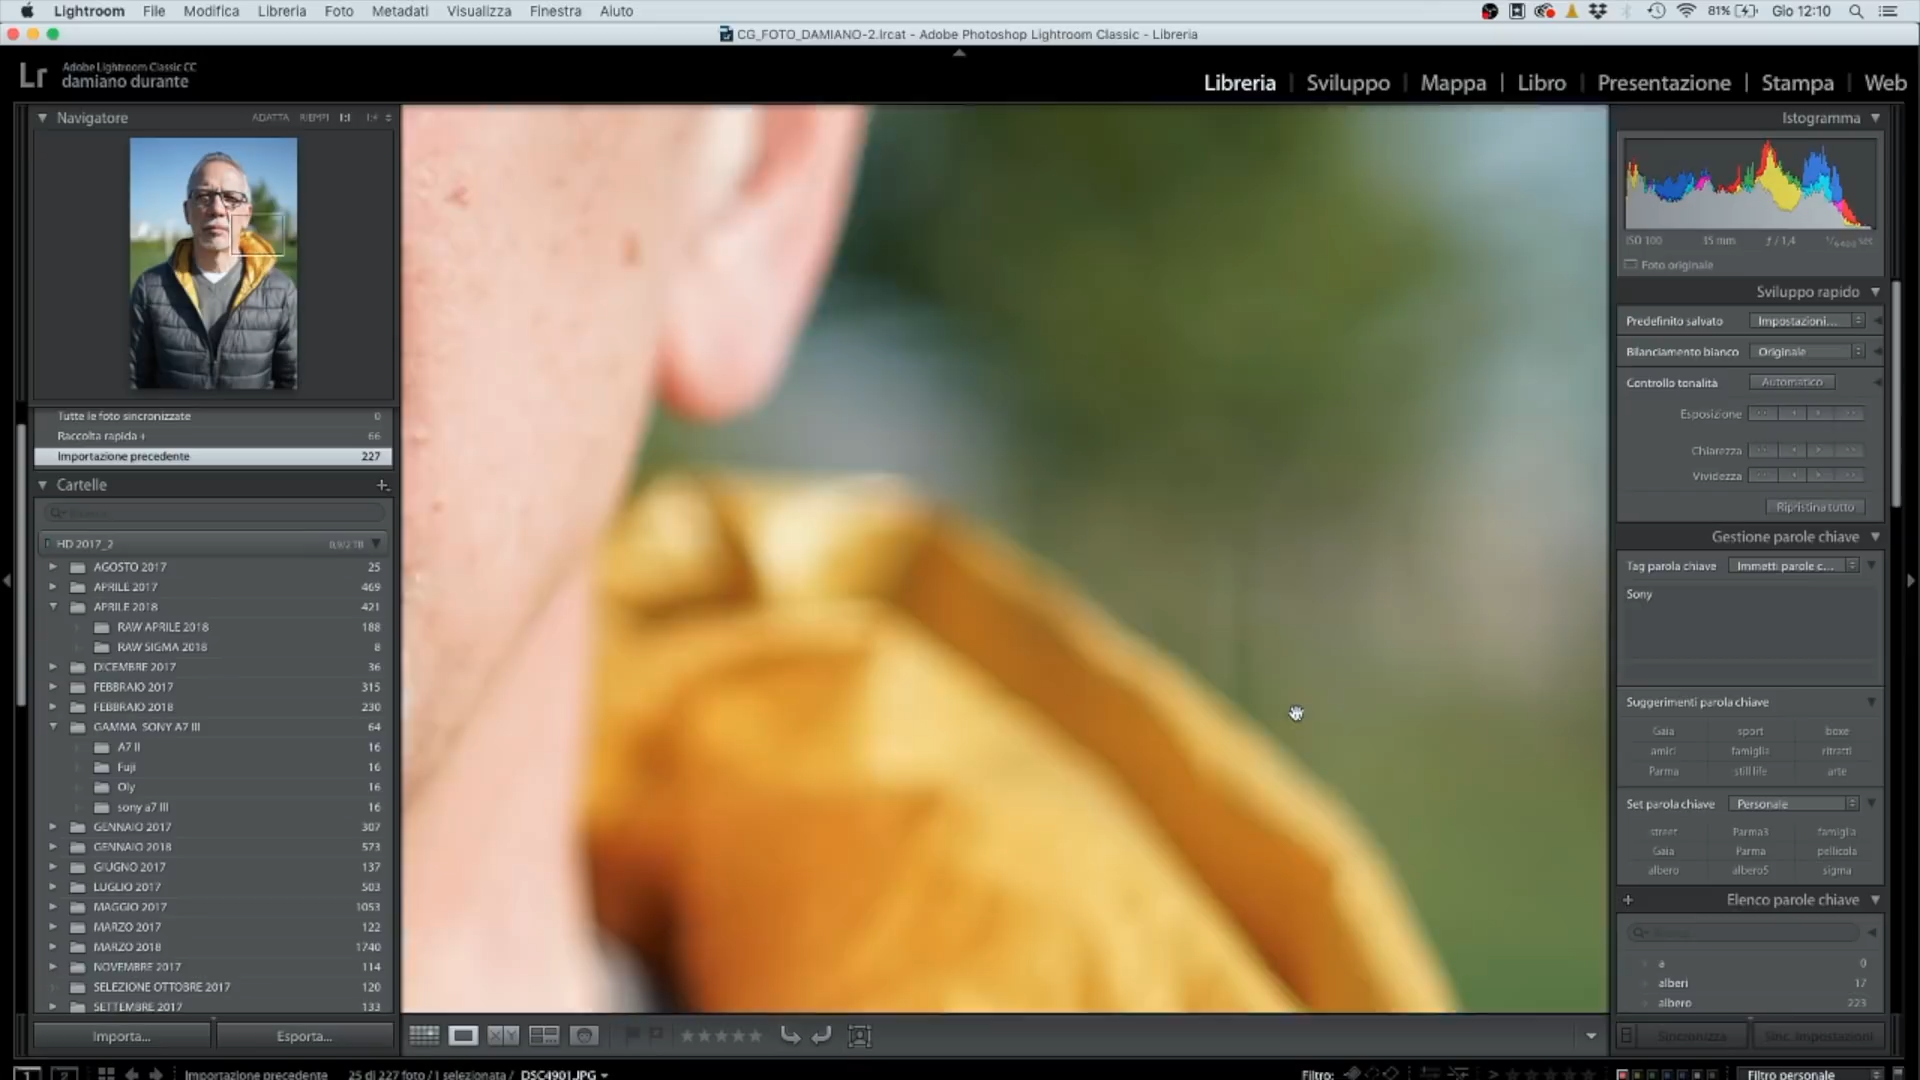 Lightroom File Modifica Libreria Foto Metadati Visualizza Finestra Aiuto 81% Gio 12:10
CG_FOTO_DAMIANO-2.lrcat - Adobe Photoshop Lightroom Classic - Libreria
Lr Adobe Lightroom Classic CC
damiano durante
Libreria | Sviluppo | Mappa | Libro | Presentazione | Stampa | Web
Navigatore ADATTA RIEMPI 1:1
Tutte le foto sincronizzate 0
Raccolta rapida + 66
Importazione precedente 227
Cartelle
HD 2017_2
AGOSTO 2017 25
APRILE 2017 469
APRILE 2018 421
RAW APRILE 2018 188
RAW SIGMA 2018 8
DICEMBRE 2017 36
FEBBRAIO 2017 315
FEBBRAIO 2018 230
GAMMA SONY A7 III 64
A7 II 16
Fuji 16
Oly 16
sony a7 III 16
GENNAIO 2017 307
GENNAIO 2018 573
GIUGNO 2017 137
LUGLIO 2017 503
MAGGIO 2017 1053
MARZO 2017 122
MARZO 2018 1740
NOVEMBRE 2017 114
SELEZIONE OTTOBRE 2017 120
SETTEMBRE 2017 133
Importa... Esporta...
Istogramma
ISO 100 35 mm f / 1,4
Foto originale
Sviluppo rapido
Predefinito salvato Impostazioni...
Bilanciamento bianco Originale
Controllo tonalità Automatico
Esposizione
Chiarezza
Vividezza
Ripristina tutto
Gestione parole chiave
Tag parola chiave Immetti parole c...
Sony
Suggerimenti parola chiave
Gaia sport boxe
amici famiglia ritratti
Parma still life arte
Set parola chiave Personale
street Parma3 famiglia
Gaia Parma pellicola
albero albero5 sigma
Elenco parole chiave
a 0
alberi 17
albero 223
Sincronizza Sinc. impostazioni
1 2 Importazione precedente 25 di 227 foto / 1 selezionata / DSC4901.JPG Filtro: Filtro personale